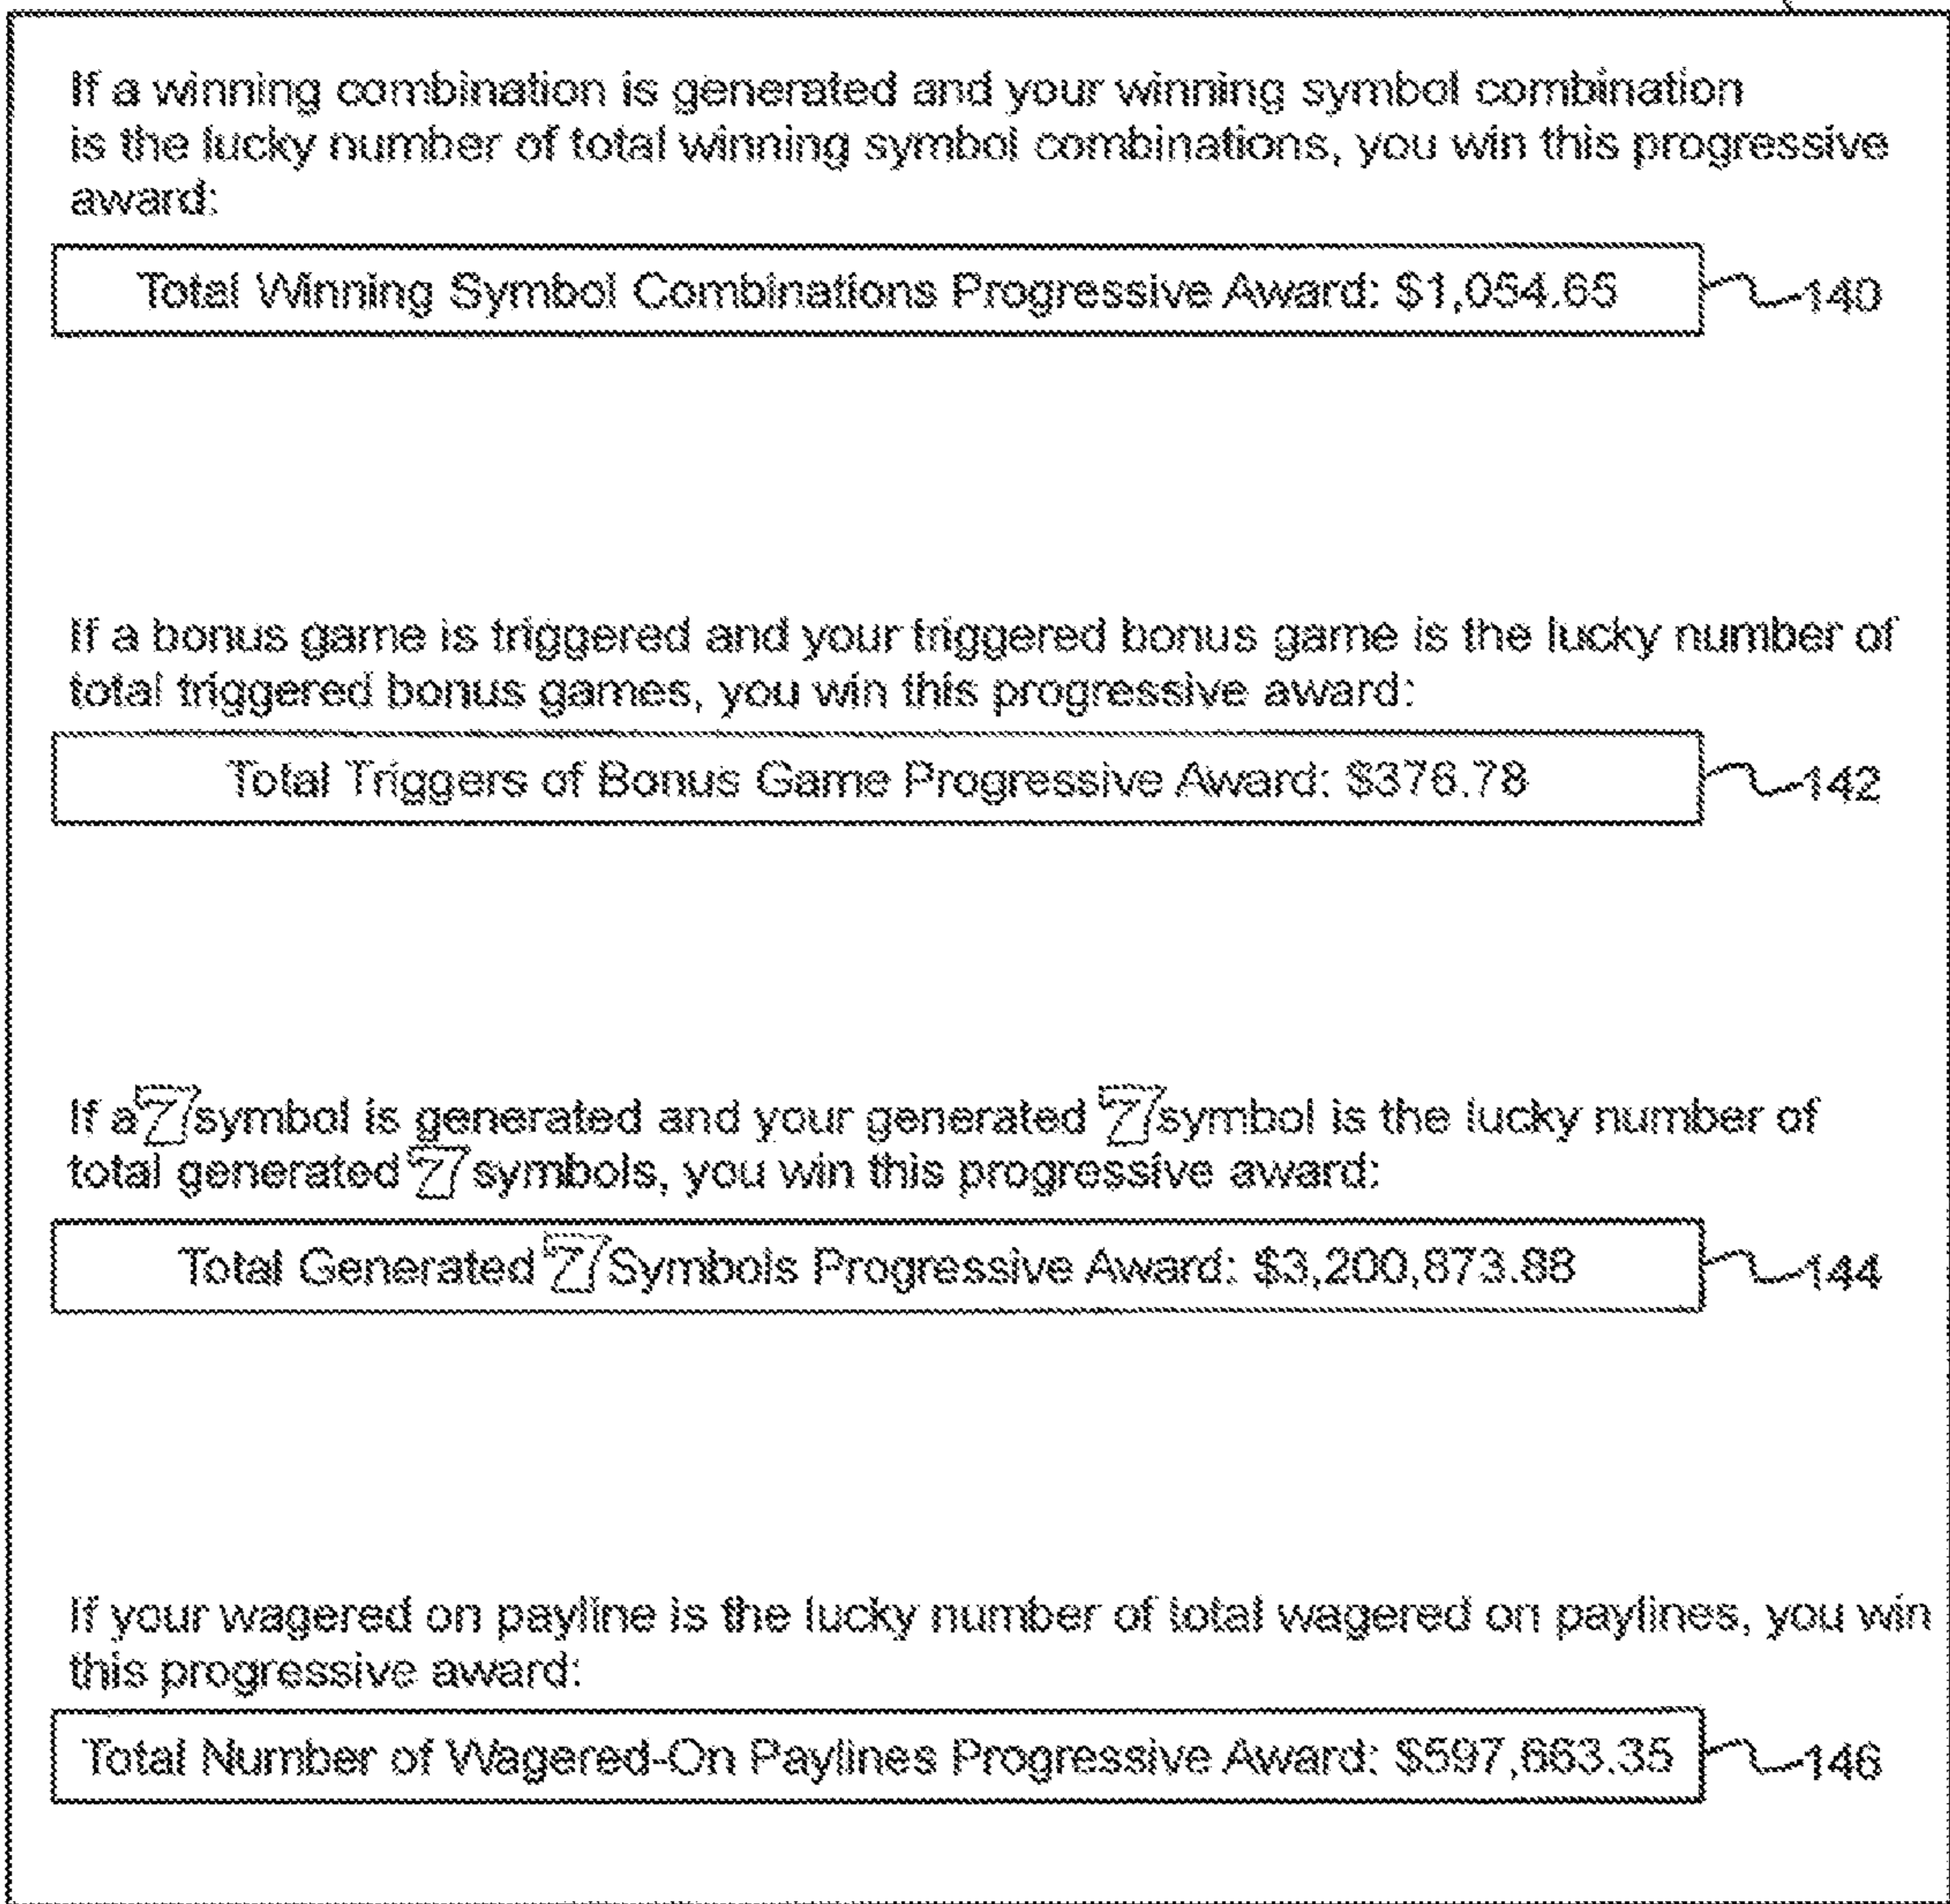 If a winning combination is generated and your winning symbol combination
is the lucky number of total winning symbol combinations, you win this progressive
award:
Total Winning Symbol Combinations Progressive Award: $1,054.65
140
If a bonus game is triggered and your triggered bonus game is the lucky number of
total triggered bonus games, you win this progressive award:
Total Triggers of Bonus Game Progressive Award: $376.78
142
If a 7 symbol is generated and your generated 7 symbol is the lucky number of
total generated 7 symbols, you win this progressive award:
Total Generated 7 Symbols Progressive Award: $3,200,873.88
144
If your wagered on payline is the lucky number of total wagered on paylines, you win
this progressive award:
Total Number of Wagered-On Paylines Progressive Award: $597,663.35
146